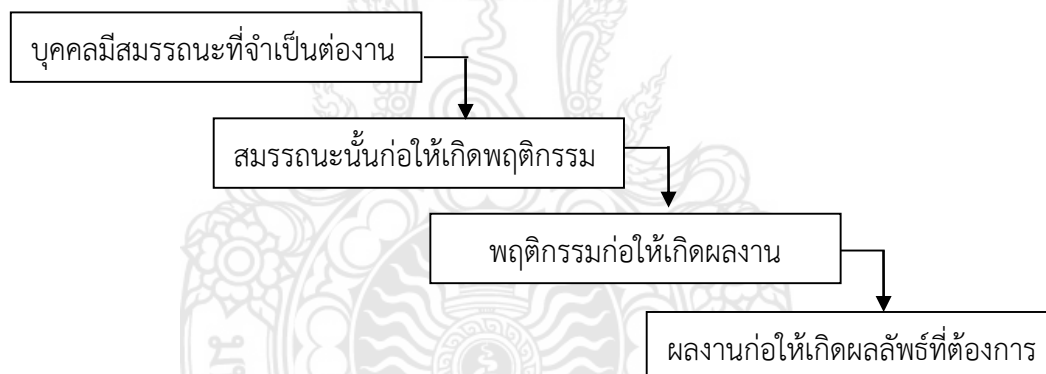 บุคคลมีสมรรถนะที่จำเป็นต่องาน
สมรรถนะนั้นก่อให้เกิดพฤติกรรม
พฤติกรรมก่อให้เกิดผลงาน
ผลงานก่อให้เกิดผลลัพธ์ที่ต้องการ